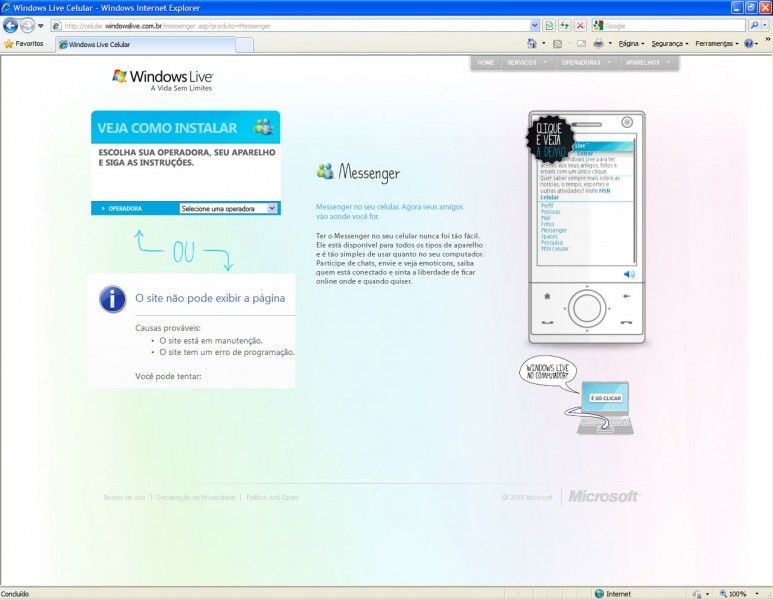 Windows Live Celular - Windows Internet Explorer
http://celular.windowslive.com.br/messenger.asp?produto=Messenger
Google
Favoritos
Windows Live Celular
Página
Segurança
Ferramentas
HOME
SERVICOS
OPERADORAS
APARELHOS
Windows Live™
A Vida Sem Limites
VEJA COMO INSTALAR
ESCOLHA SUA OPERADORA, SEU APARELHO
E SIGA AS INSTRUÇÕES.
> OPERADORA
Selecione uma operadora
OU
O site não pode exibir a página
Causas prováveis:
• O site está em manutenção.
• O site tem um erro de programação.
Você pode tentar:
Messenger
Messenger no seu celular. Agora seus amigos
vão aonde você for.
Ter o Messenger no seu celular nunca foi tão fácil.
Ele está disponível para todos os tipos de aparelho
e é tão simples de usar quanto no seu computador.
Participe de chats, envie e veja emoticons, saiba
quem está conectado e sinta a liberdade de ficar
online onde e quando quiser.
CLIQUE
E VEJA
A DEMO
Live™
Entrar
Windows Live para ter
acesso aos seus amigos, fotos e
emails com um único clique.
Quer saber sempre mais sobre as
notícias, o tempo, esportes e
outras atividades? Visite MSN
Celular
Perfil
Pessoas
Mail
Fotos
Messenger
Spaces
Pesquisa
MSN Celular
WINDOWS LIVE
NO COMPUTADOR?
É SÓ CLICAR
Termos de uso | Declaração de Privacidade | Política Anti-Spam
© 2008 Microsoft
Microsoft
Concluído
Internet
100%